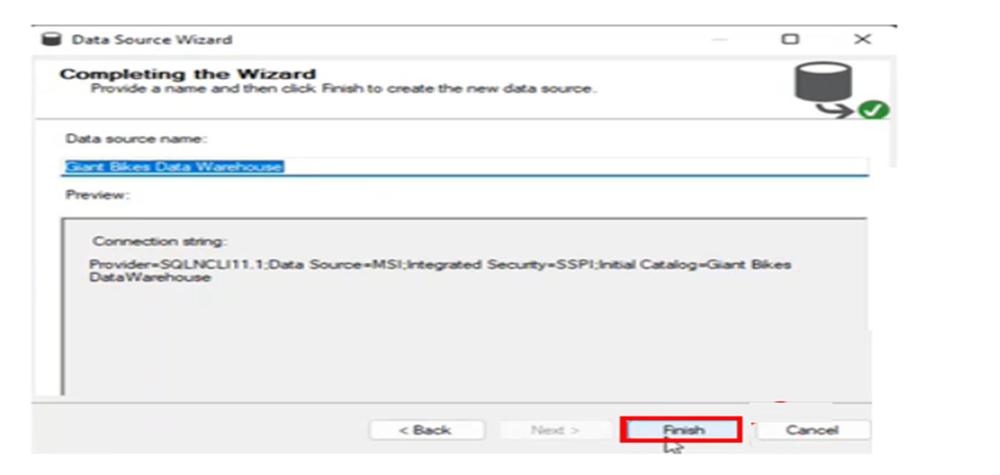 Data Source Wizard
Completing the Wizard
Provide a name and then click Finish to create the new data source.
Data source name:
Giant Bikes Data Warehouse
Preview:
Connection string:
Provider=SQLNCLI11.1;Data Source=MSI;Integrated Security=SSPI;Initial Catalog=Giant Bikes
DataWarehouse
< Back Next > Finish Cancel